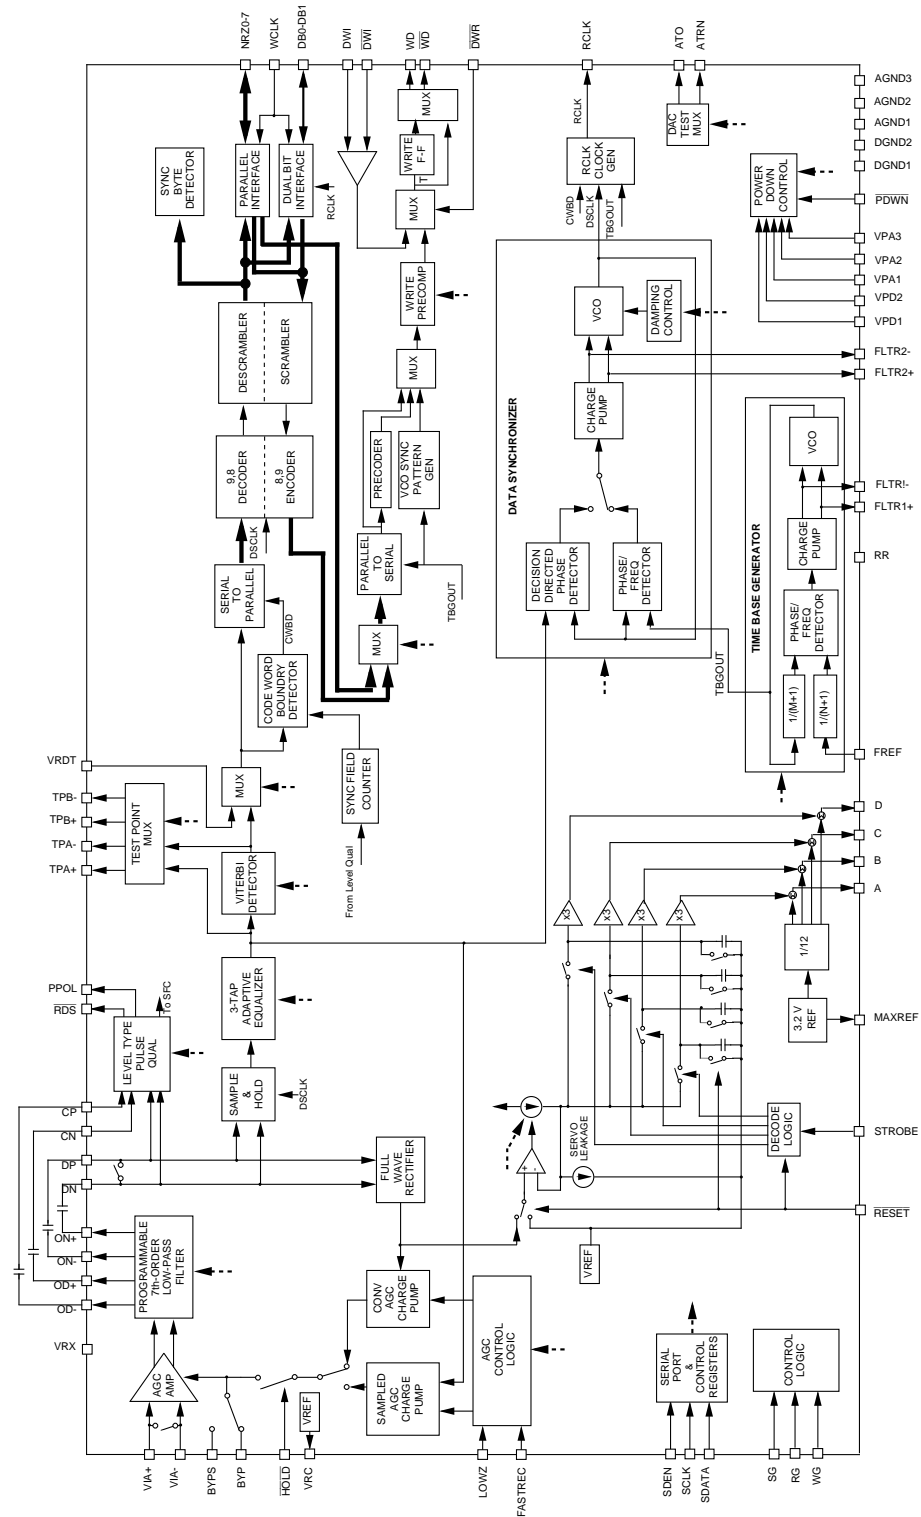 NRZ0-7
WCLK
DB0-DB1
DWI
DWI
WD
WD
DWR
RCLK
ATO
ATRN
AGND3
AGND2
AGND1
DGND2
DGND1
PDWN
VPA3
VPA2
VPA1
VPD2
VPD1
FLTR2-
FLTR2+
FLTR!-
FLTR1+
RR
FREF
D
C
B
A
MAXREF
STROBE
RESET
VRDT
TPB-
TPB+
TPA-
TPA+
PPOL
RDS
CP
CN
DP
DN
ON+
ON-
OD+
OD-
VRX
VIA+
VIA-
BYPS
BYP
HOLD
VRC
LOWZ
FASTREC
SDEN
SCLK
SDATA
SG
RG
WG
SYNC
BYTE
DETECTOR
PARALLEL
INTERFACE
DUAL BIT
INTERFACE
RCLK
MUX
WRITE
F-F
T
MUX
WRITE
PRECOMP
MUX
RCLK
RCLK
CLOCK
GEN
CWBD
DSCLK
TBGOUT
DAC
TEST
MUX
POWER
DOWN
CONTROL
DESCRAMBLER
SCRAMBLER
9,8
DECODER
8,9
ENCODER
DSCLK
SERIAL
TO
PARALLEL
CWBD
CODE WORD
BOUNDRY
DETECTOR
PRECODER
VCO SYNC
PATTERN
GEN
PARALLEL
TO
SERIAL
TBGOUT
MUX
DATA SYNCHRONIZER
VCO
DAMPING
CONTROL
CHARGE
PUMP
DECISION
DIRECTED
PHASE
DETECTOR
PHASE/
FREQ
DETECTOR
TBGOUT
TIME BASE GENERATOR
VCO
CHARGE
PUMP
PHASE/
FREQ
DETECTOR
1/(M+1)
1/(N+1)
TEST POINT
MUX
MUX
VITERBI
DETECTOR
SYNC FIELD
COUNTER
From Level Qual
x3
x3
x3
x3
1/12
3.2 V
REF
To SFC
LEVEL TYPE
PULSE
QUAL
3-TAP
ADAPTIVE
EQUALIZER
SAMPLE
&
HOLD
DSCLK
FULL
WAVE
RECTIFIER
SERVO
LEAKAGE
+
-
DECODE
LOGIC
VREF
PROGRAMMABLE
7th-ORDER
LOW-PASS
FILTER
CONV
AGC
CHARGE
PUMP
AGC
AMP
VREF
SAMPLED
AGC
CHARGE
PUMP
AGC
CONTROL
LOGIC
SERIAL
PORT
&
CONTROL
REGISTERS
CONTROL
LOGIC